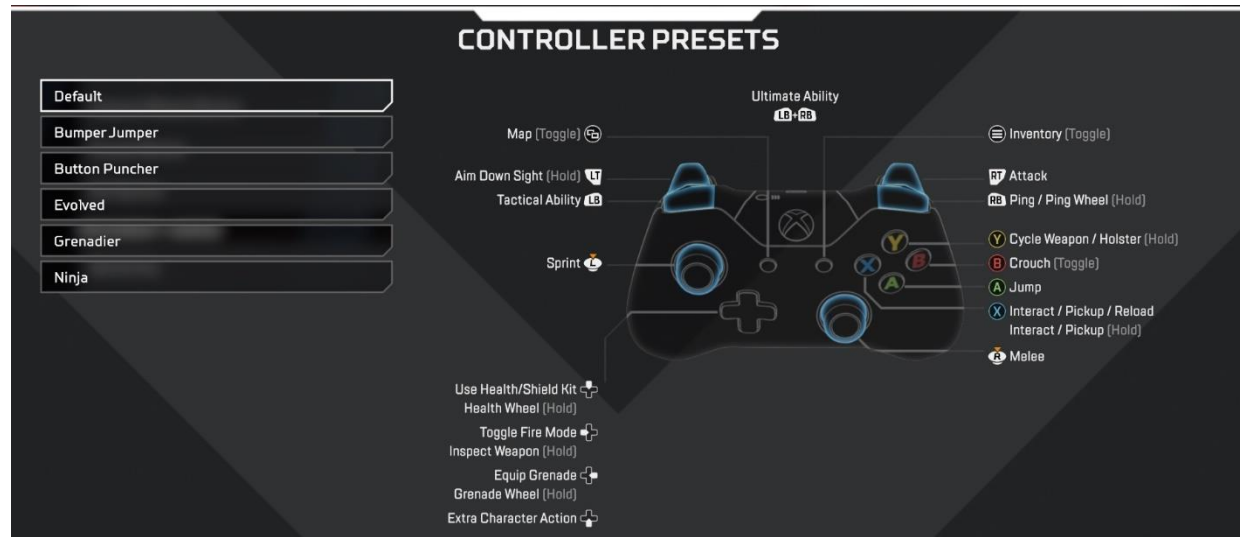 CONTROLLER PRESETS
Default
Bumper Jumper
Button Puncher
Evolved
Grenadier
Ninja
Ultimate Ability
LB+RB
Map (Toggle)
Aim Down Sight (Hold) LT
Tactical Ability LB
Sprint L
Use Health/Shield Kit
Health Wheel (Hold)
Toggle Fire Mode
Inspect Weapon (Hold)
Equip Grenade
Grenade Wheel (Hold)
Extra Character Action
Y
X
B
A
Inventory (Toggle)
RT Attack
RB Ping / Ping Wheel (Hold)
Y Cycle Weapon / Holster (Hold)
B Crouch (Toggle)
A Jump
X Interact / Pickup / Reload
Interact / Pickup (Hold)
R Melee